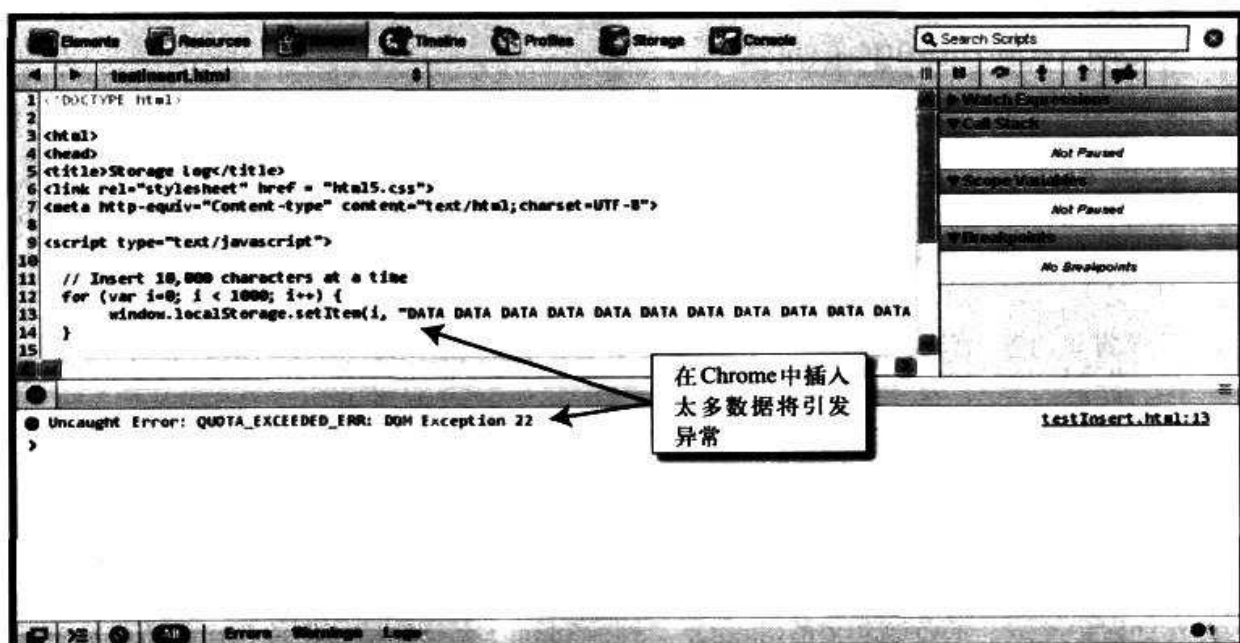 Elements Resources Timeline Profiles Storage Console Search Scripts
testInsert.html
1 <!DOCTYPE html>
2
3 <html>
4 <head>
5 <title>Storage Log</title>
6 <link rel="stylesheet" href = "html5.css">
7 <meta http-equiv="Content-type" content="text/html;charset=UTF-8">
8
9 <script type="text/javascript">
10
11 // Insert 10,000 characters at a time
12 for (var i=0; i < 1000; i++) {
13 window.localStorage.setItem(i, "DATA DATA DATA DATA DATA DATA DATA DATA DATA DATA DATA
14 }
15
Watch Expressions
Call Stack
Not Paused
Scope Variables
Not Paused
Breakpoints
No Breakpoints
在Chrome中插入
太多数据将引发
异常
Uncaught Error: QUOTA_EXCEEDED_ERR: DOM Exception 22 testInsert.html:13
All Errors Warnings Logs 1